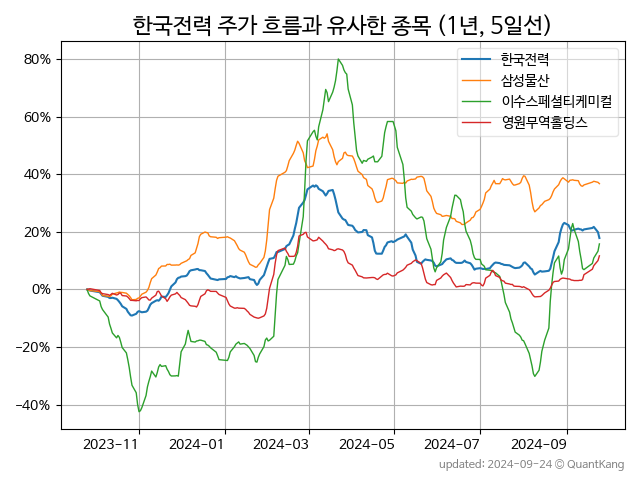 한국전력 주가 흐름과 유사한 종목 (1년, 5일선)
한국전력
삼성물산
이수스페셜티케미컬
영원무역홀딩스
80%
60%
40%
20%
0%
−20%
−40%
2023-11
2024-01
2024-03
2024-05
2024-07
2024-09
updated: 2024-09-24 © QuantKang